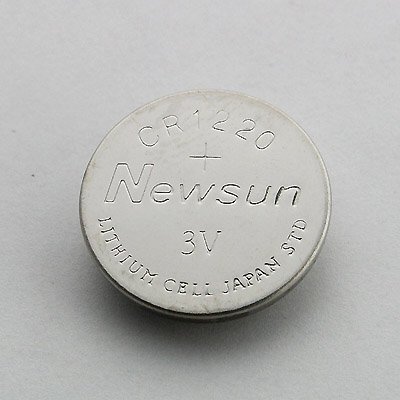 CR1220
+
Newsun
3V
LITHIUM CELL JAPAN STD